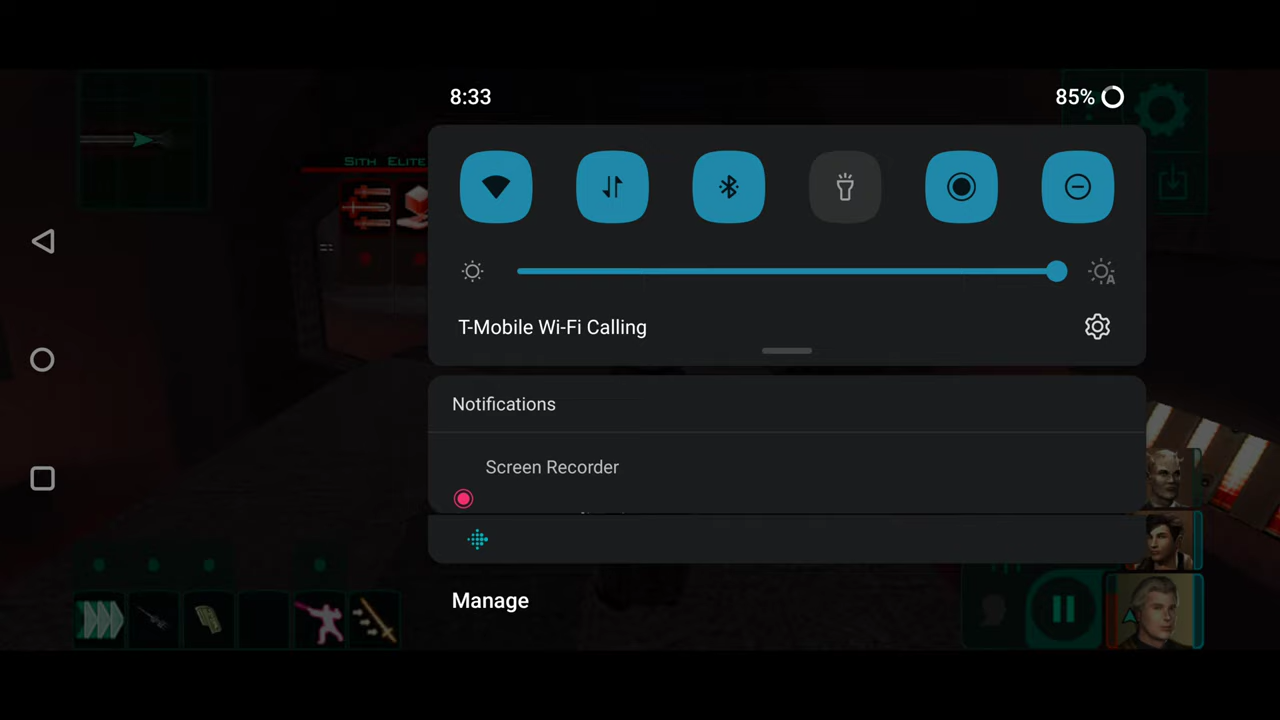 8:33
85%
SITH ELITE
A
T-Mobile Wi-Fi Calling
Notifications
Screen Recorder
Manage